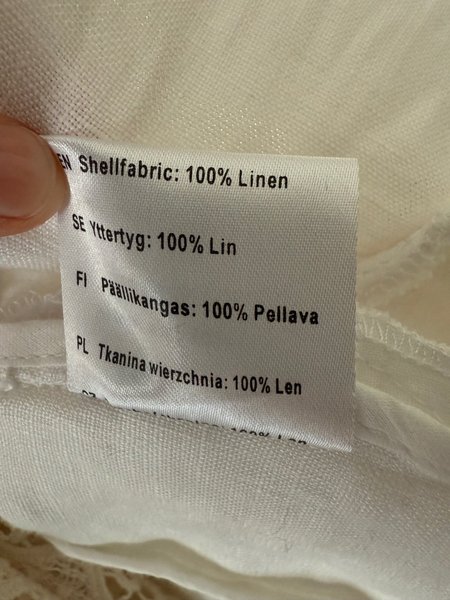 EN Shellfabric: 100% Linen
SE Yttertyg: 100% Lin
FI Päällikangas: 100% Pellava
PL Tkanina wierzchnia: 100% Len